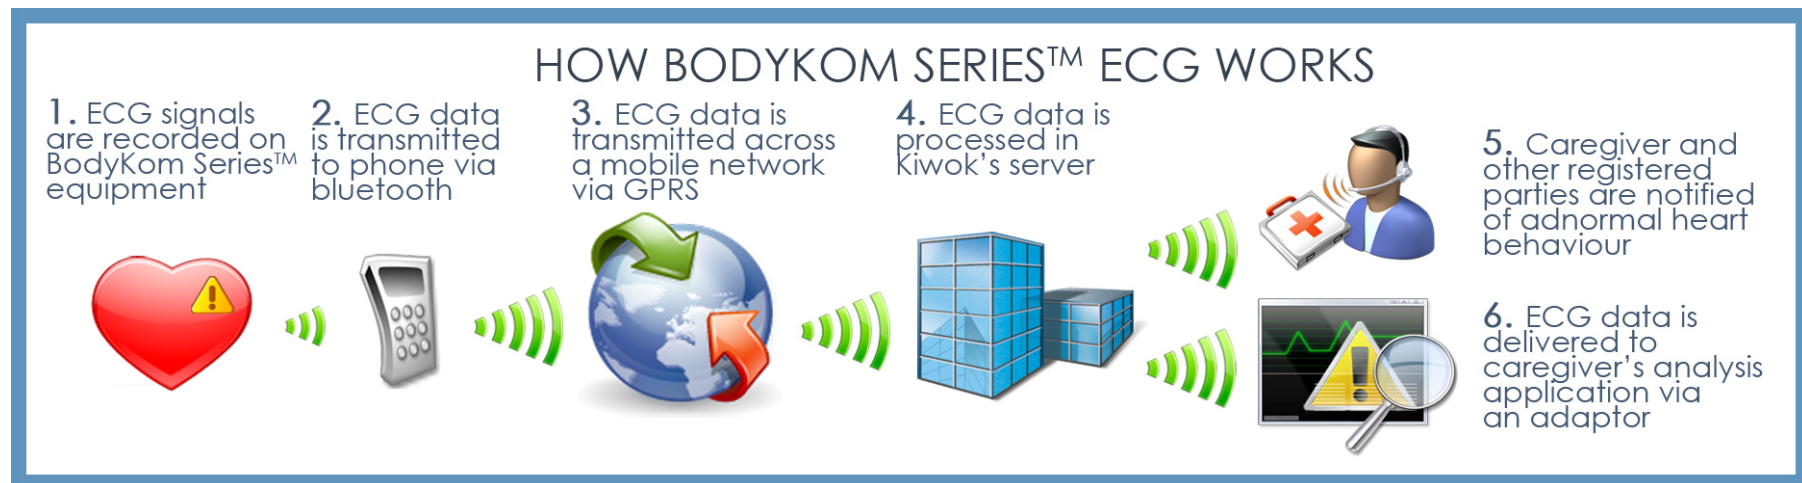 HOW BODYKOM SERIES™ ECG WORKS
1. ECG signals
are recorded on
BodyKom Series™
equipment
2. ECG data
is transmitted
to phone via
bluetooth
3. ECG data is
transmitted across
a mobile network
via GPRS
4. ECG data is
processed in
Kiwok's server
5. Caregiver and
other registered
parties are notified
of adnormal heart
behaviour
6. ECG data is
delivered to
caregiver's analysis
application via
an adaptor